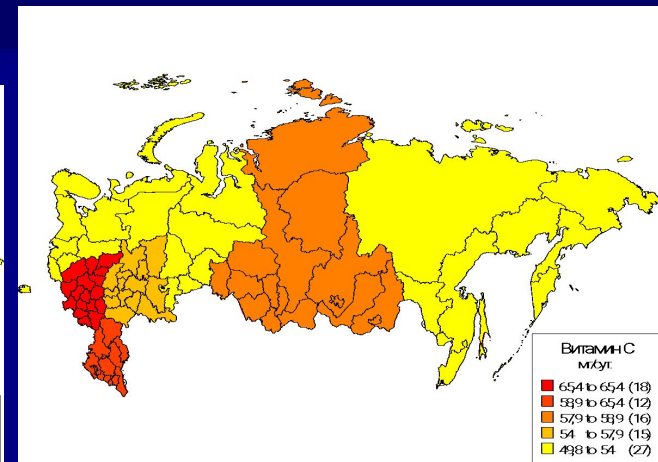 Витамин С
мг/сут.
65,4 to 65,4 (18)
58,9 to 65,4 (12)
57,9 to 58,9 (16)
54 to 57,9 (15)
49,8 to 54 (27)